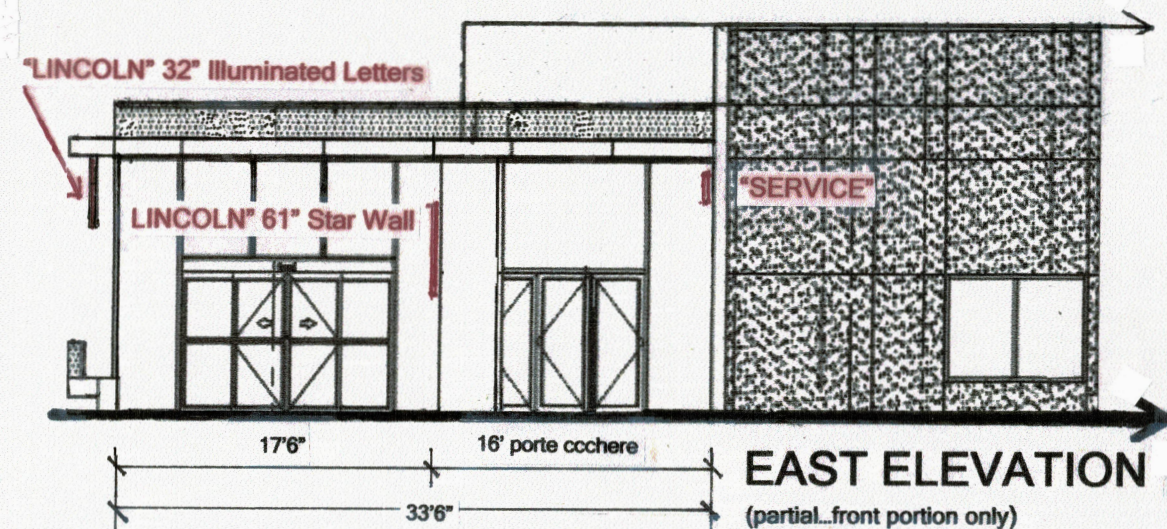 "LINCOLN" 32" Illuminated Letters
"SERVICE"
LINCOLN" 61" Star Wall
17'6"
16' porte ccchere
33'6"
EAST ELEVATION
(partial...front portion only)